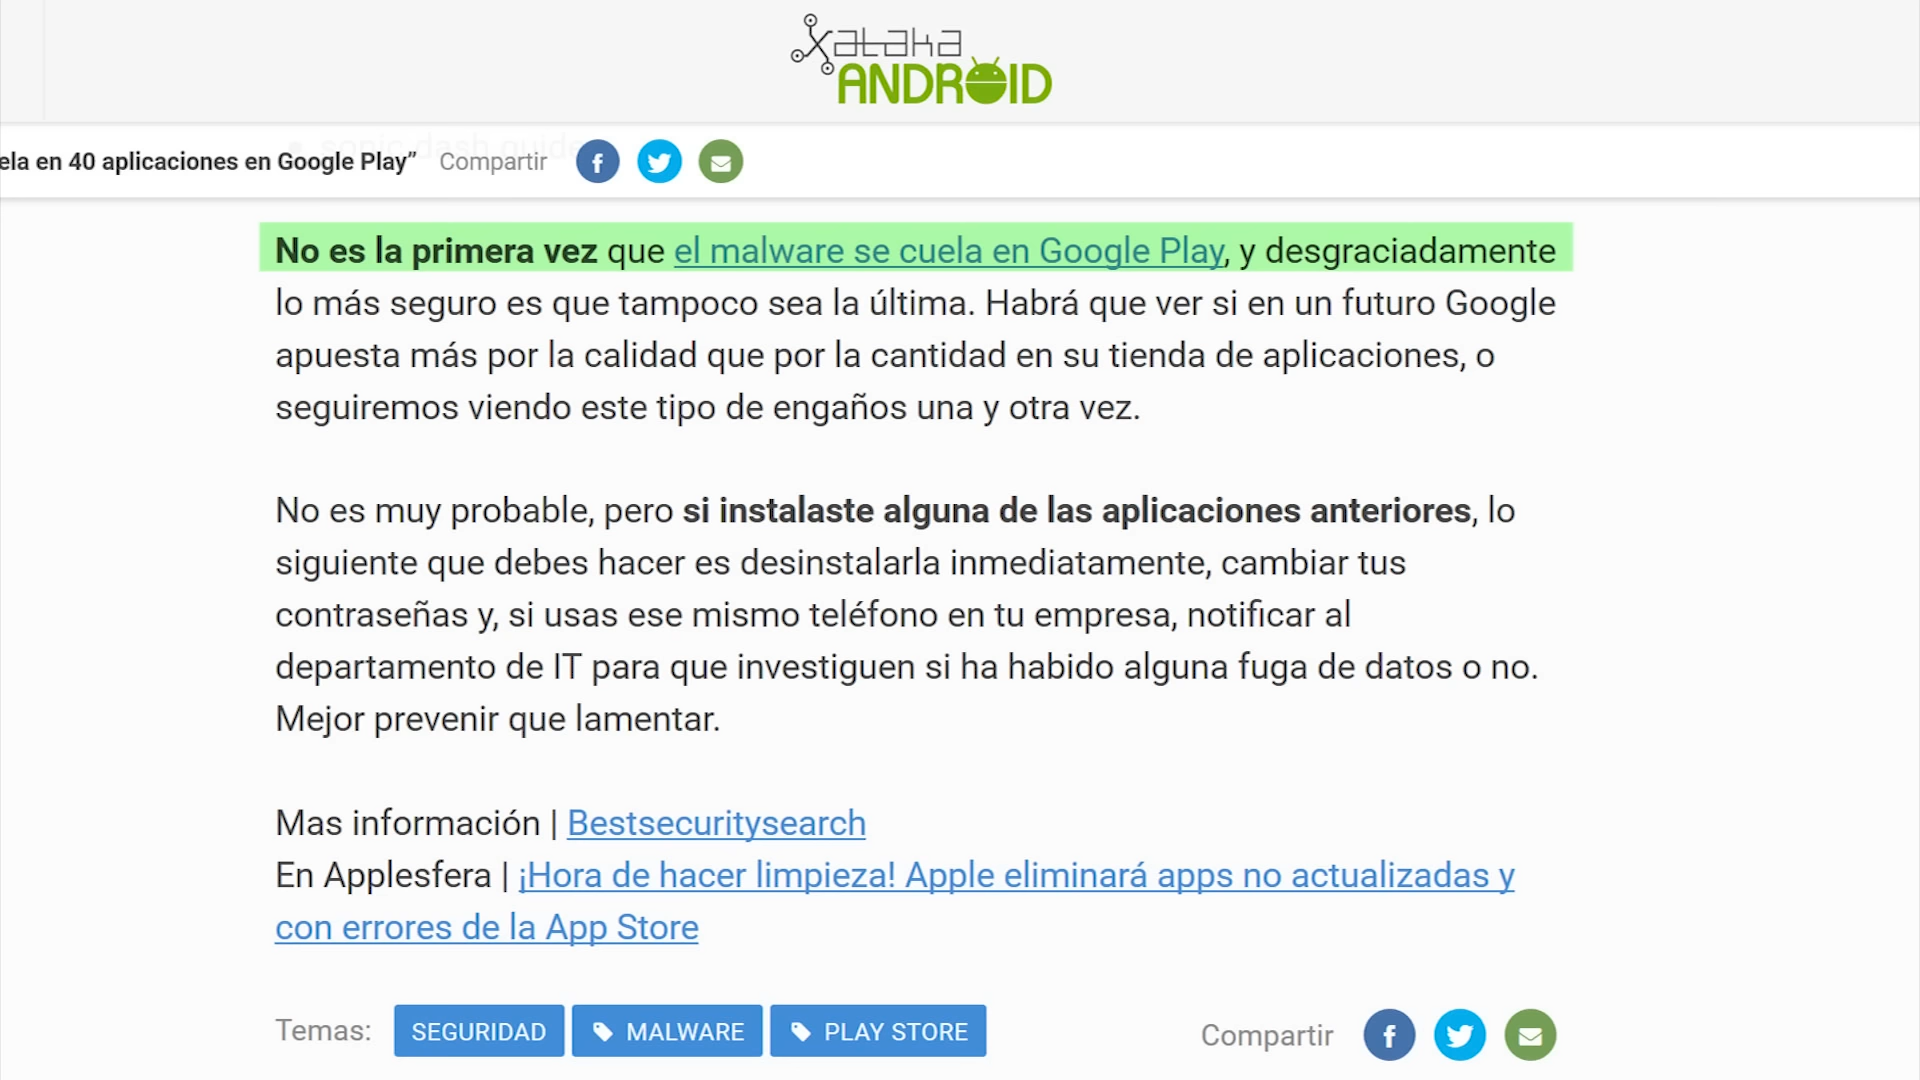 xataka
ANDROID
sonic dash guide
ela en 40 aplicaciones en Google Play” Compartir
No es la primera vez que el malware se cuela en Google Play, y desgraciadamente
lo más seguro es que tampoco sea la última. Habrá que ver si en un futuro Google
apuesta más por la calidad que por la cantidad en su tienda de aplicaciones, o
seguiremos viendo este tipo de engaños una y otra vez.
No es muy probable, pero si instalaste alguna de las aplicaciones anteriores, lo
siguiente que debes hacer es desinstalarla inmediatamente, cambiar tus
contraseñas y, si usas ese mismo teléfono en tu empresa, notificar al
departamento de IT para que investiguen si ha habido alguna fuga de datos o no.
Mejor prevenir que lamentar.
Mas información | Bestsecuritysearch
En Applesfera | ¡Hora de hacer limpieza! Apple eliminará apps no actualizadas y
con errores de la App Store
Temas: SEGURIDAD MALWARE PLAY STORE Compartir